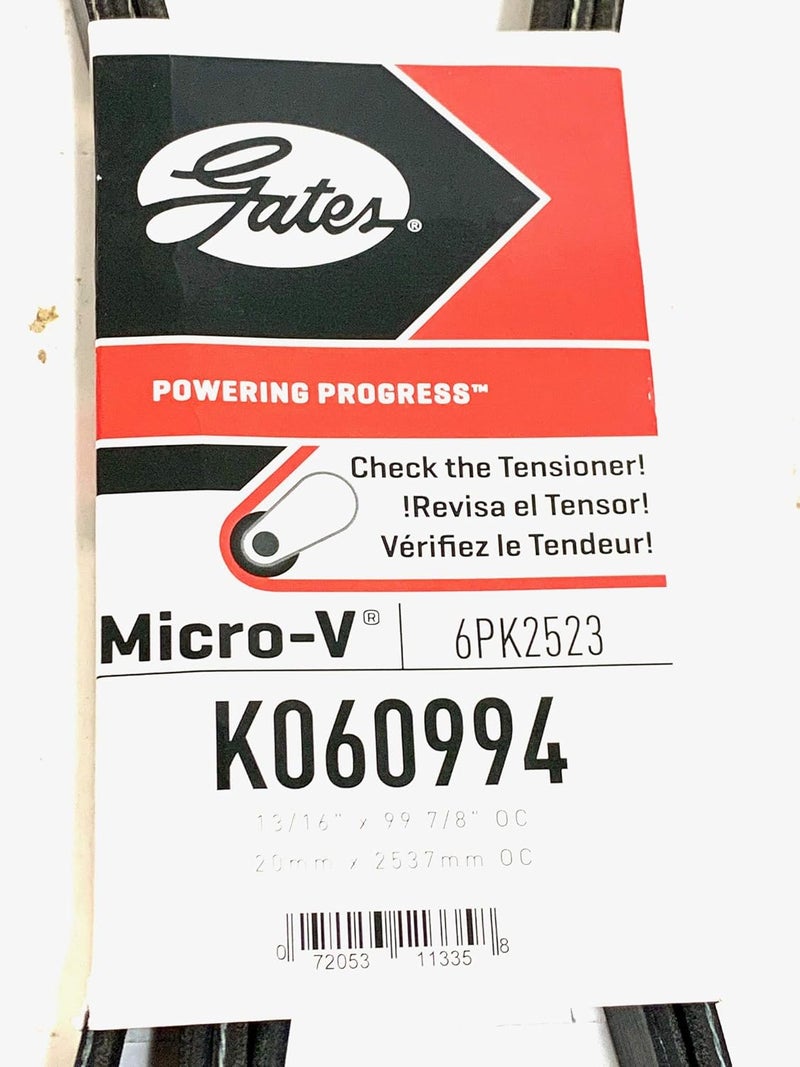 Gates®
POWERING PROGRESS™
Check the Tensioner!
!Revisa el Tensor!
Vérifiez le Tendeur!
Micro-V® 6PK2523
K060994
13/16" x 99 7/8" OC
20mm x 2537mm OC
0 72053 11335 8